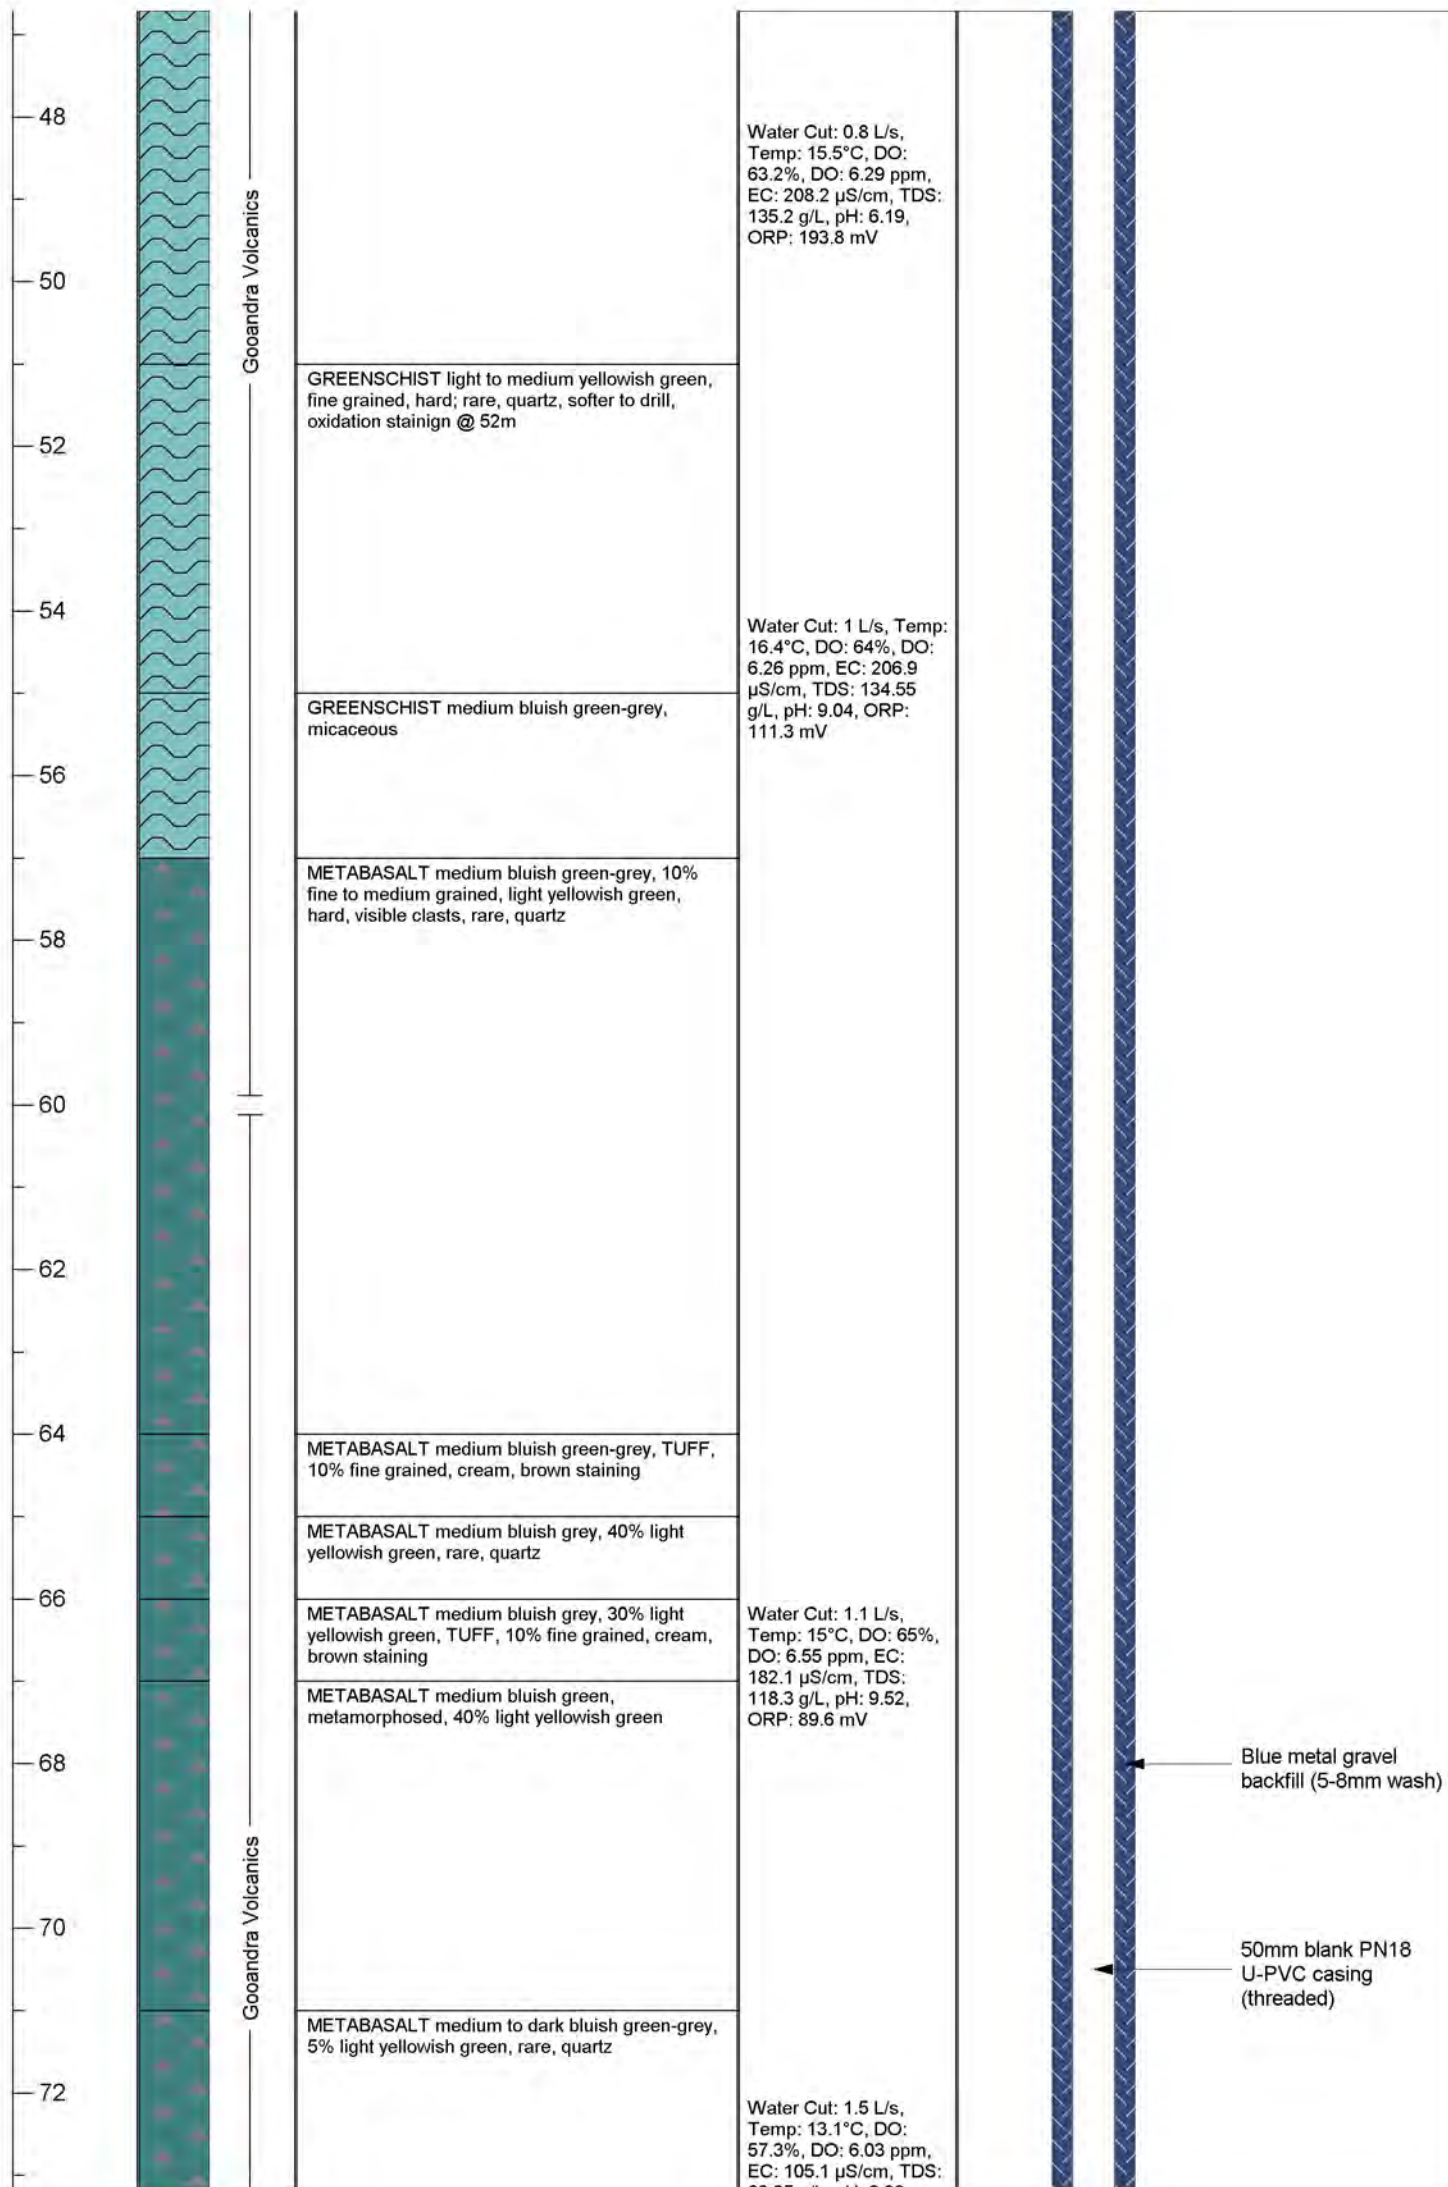 48
50
52
54
56
58
60
62
64
66
68
70
72
Gooandra Volcanics
Gooandra Volcanics
GREENSCHIST light to medium yellowish green,
fine grained, hard; rare, quartz, softer to drill,
oxidation stainign @ 52m
GREENSCHIST medium bluish green-grey,
micaceous
METABASALT medium bluish green-grey, 10%
fine to medium grained, light yellowish green,
hard, visible clasts, rare, quartz
METABASALT medium bluish green-grey, TUFF,
10% fine grained, cream, brown staining
METABASALT medium bluish grey, 40% light
yellowish green, rare, quartz
METABASALT medium bluish grey, 30% light
yellowish green, TUFF, 10% fine grained, cream,
brown staining
METABASALT medium bluish green,
metamorphosed, 40% light yellowish green
METABASALT medium to dark bluish green-grey,
5% light yellowish green, rare, quartz
Water Cut: 0.8 L/s,
Temp: 15.5°C, DO:
63.2%, DO: 6.29 ppm,
EC: 208.2 µS/cm, TDS:
135.2 g/L, pH: 6.19,
ORP: 193.8 mV
Water Cut: 1 L/s, Temp:
16.4°C, DO: 64%, DO:
6.26 ppm, EC: 206.9
µS/cm, TDS: 134.55
g/L, pH: 9.04, ORP:
111.3 mV
Water Cut: 1.1 L/s,
Temp: 15°C, DO: 65%,
DO: 6.55 ppm, EC:
182.1 µS/cm, TDS:
118.3 g/L, pH: 9.52,
ORP: 89.6 mV
Water Cut: 1.5 L/s,
Temp: 13.1°C, DO:
57.3%, DO: 6.03 ppm,
EC: 105.1 µS/cm, TDS:
Blue metal gravel
backfill (5-8mm wash)
50mm blank PN18
U-PVC casing
(threaded)